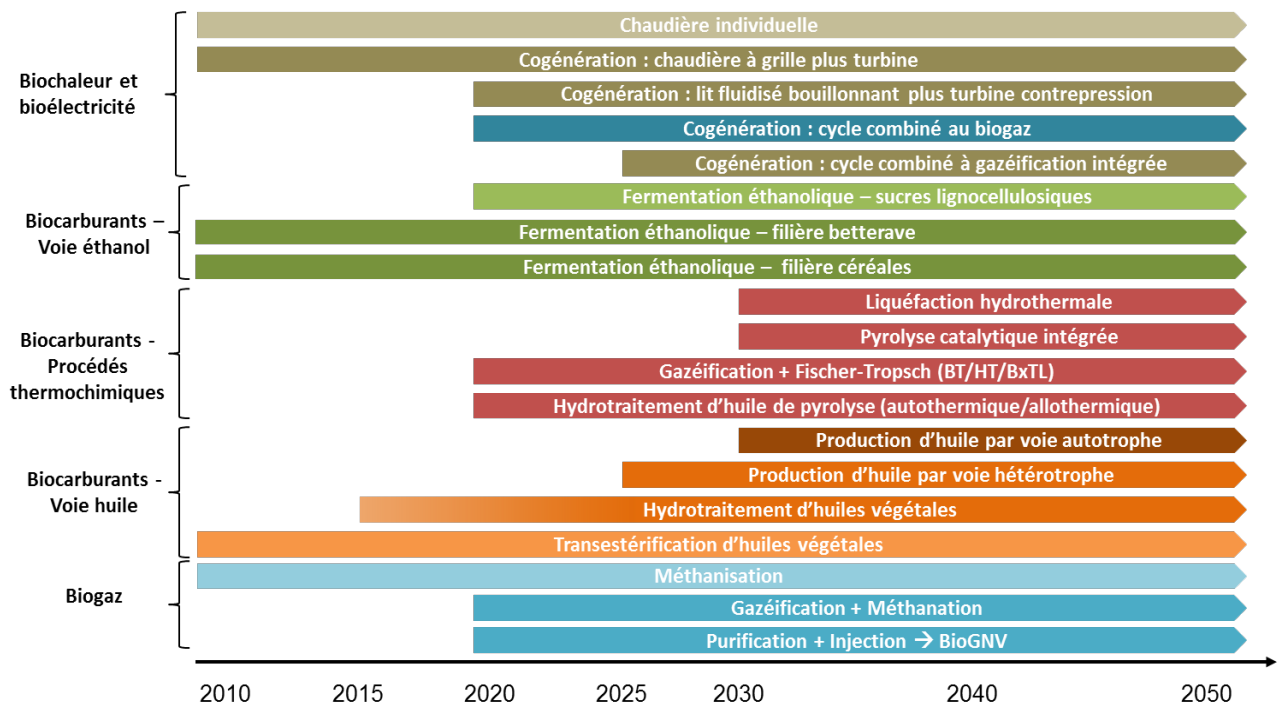 Biochaleur et
bioélectricité
Chaudière individuelle
Cogénération : chaudière à grille plus turbine
Cogénération : lit fluidisé bouillonnant plus turbine contrepression
Cogénération : cycle combiné au biogaz
Cogénération : cycle combiné à gazéification intégrée
Biocarburants –
Voie éthanol
Fermentation éthanolique – sucres lignocellulosiques
Fermentation éthanolique – filière betterave
Fermentation éthanolique – filière céréales
Biocarburants -
Procédés
thermochimiques
Liquéfaction hydrothermale
Pyrolyse catalytique intégrée
Gazéification + Fischer-Tropsch (BT/HT/BxTL)
Hydrotraitement d’huile de pyrolyse (autothermique/allothermique)
Biocarburants -
Voie huile
Production d’huile par voie autotrophe
Production d’huile par voie hétérotrophe
Hydrotraitement d’huiles végétales
Transestérification d’huiles végétales
Biogaz
Méthanisation
Gazéification + Méthanation
Purification + Injection → BioGNV
2010 2015 2020 2025 2030 2040 2050